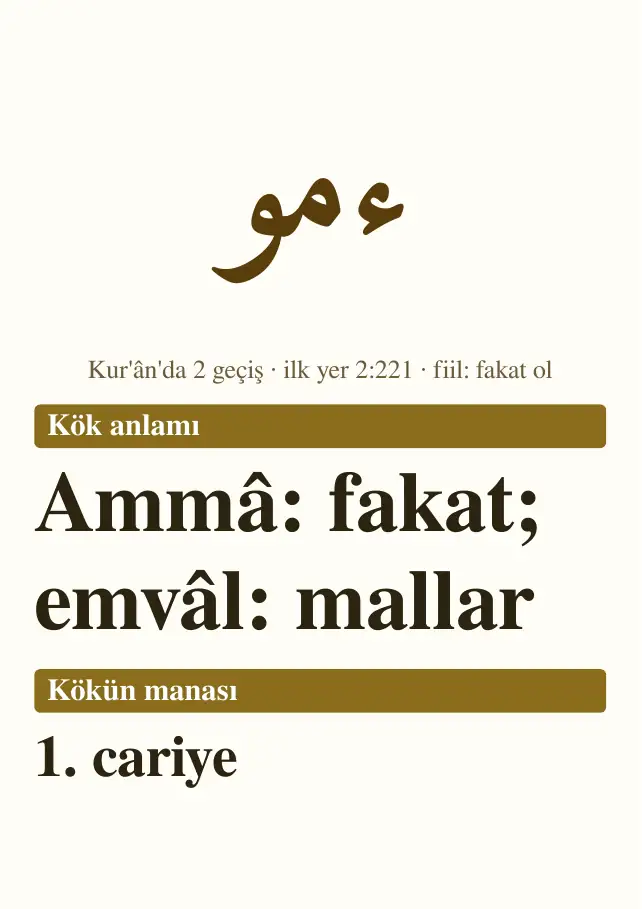 ءمو
Kur'ân'da 2 geçiş · ilk yer 2:221 · fiil: fakat ol
Kök anlamı
Ammâ: fakat;
emvâl: mallar
Kökün manası
1. cariye